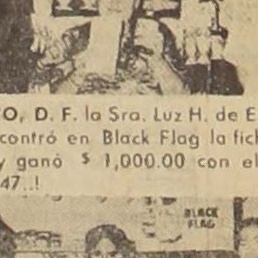 O, D. F. la Sra. Luz H. de E
contró en Black Flag la fich
y ganó $ 1,000.00 con el
47..!
BLACK
FLAG